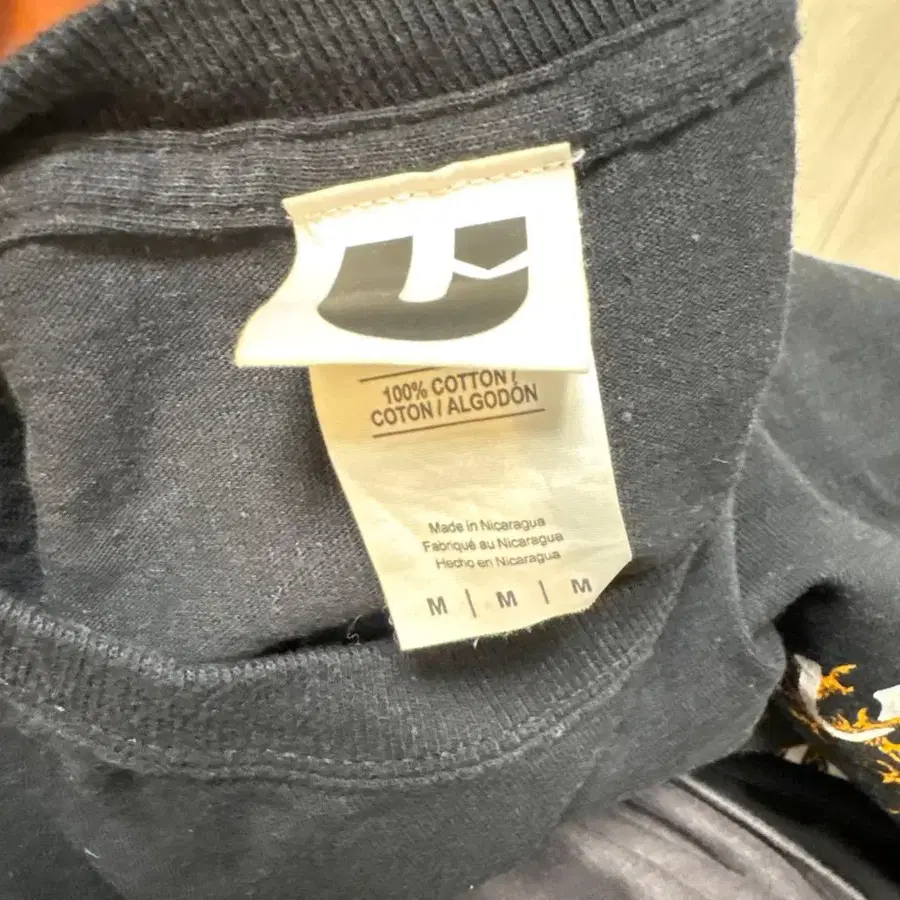 100% COTTON /
COTON / ALGODÓN
Made in Nicaragua
Fabriqué au Nicaragua
Hecho en Nicaragua
M | M | M